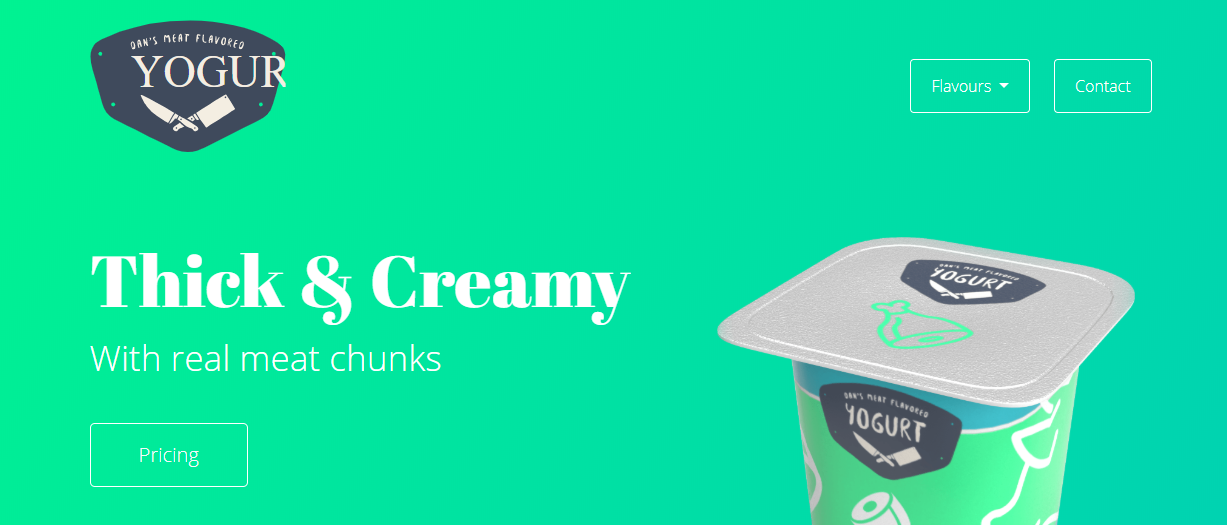 DAN'S MEAT FLAVORED
YOGUR
Flavours
Contact
Thick & Creamy
With real meat chunks
Pricing
DAN'S MEAT FLAVORED
YOGURT
DAN'S MEAT FLAVORED
YOGURT